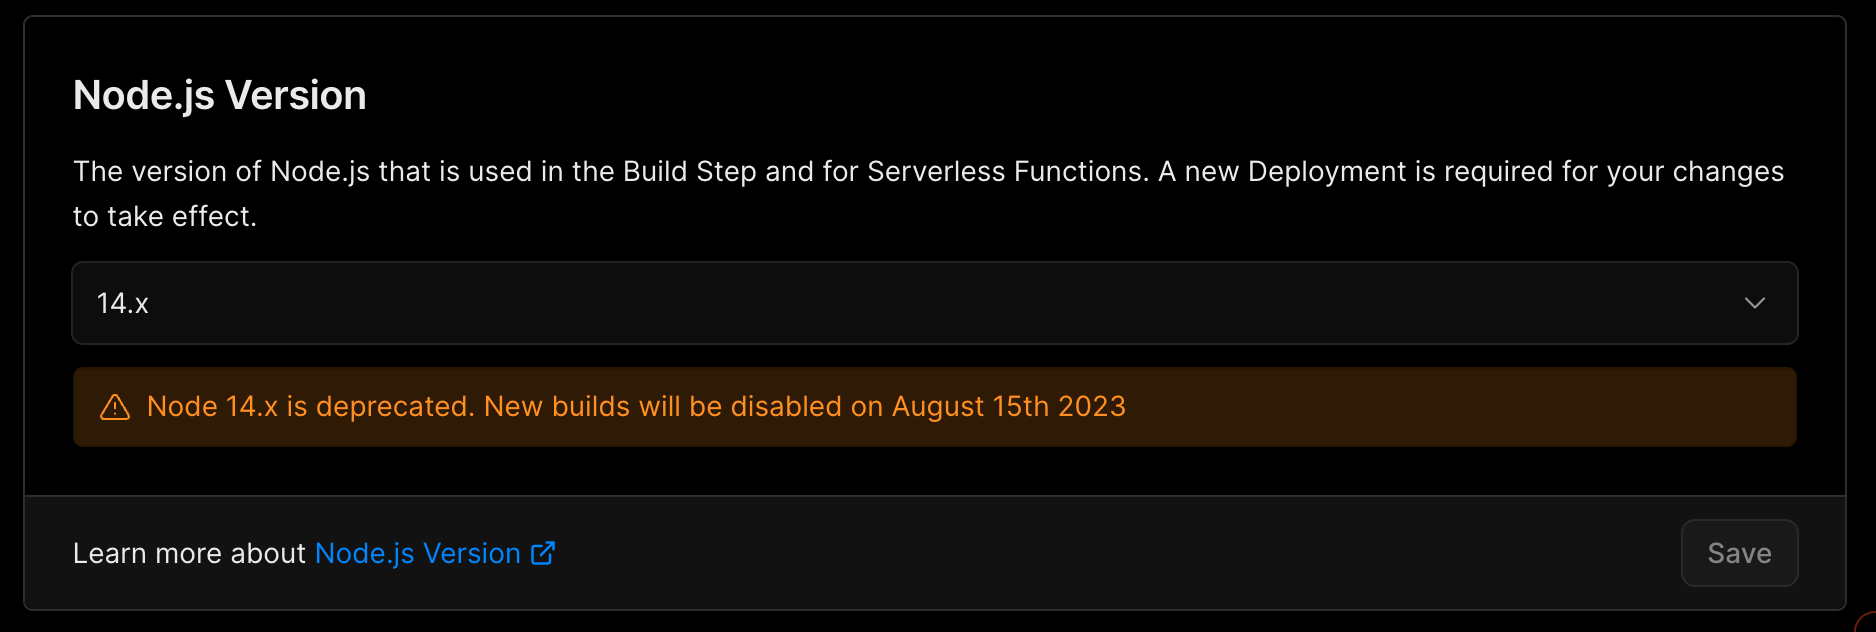 Node.js Version
The version of Node.js that is used in the Build Step and for Serverless Functions. A new Deployment is required for your changes
to take effect.
14.x
Node 14.x is deprecated. New builds will be disabled on August 15th 2023
Learn more about Node.js Version
Save